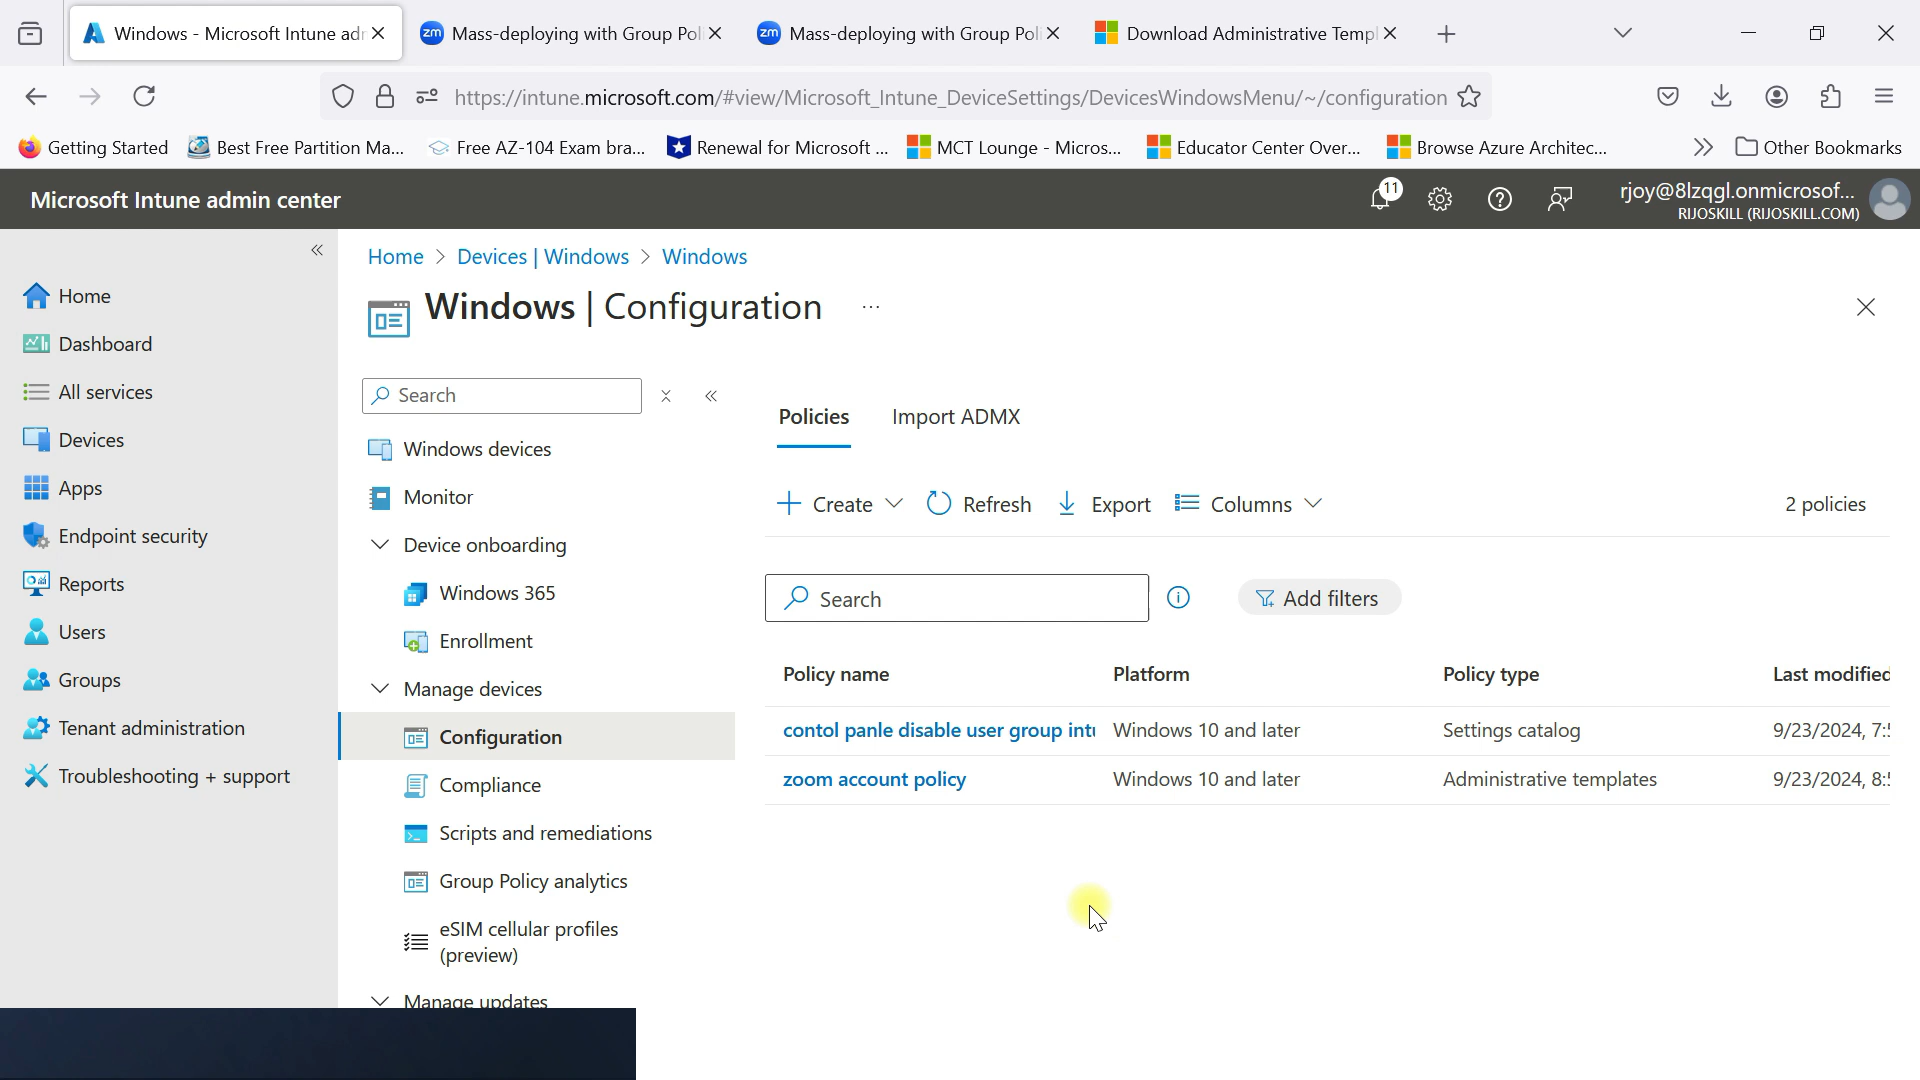 Windows - Microsoft Intune adr
Mass-deploying with Group Poli
Mass-deploying with Group Poli
Download Administrative Templ
https://intune.microsoft.com/#view/Microsoft_Intune_DeviceSettings/DevicesWindowsMenu/~/configuration
Getting Started
Best Free Partition Ma...
Free AZ-104 Exam bra...
Renewal for Microsoft ...
MCT Lounge - Micros...
Educator Center Over...
Browse Azure Architec...
Other Bookmarks
Microsoft Intune admin center
11
rjoy@8lzqgl.onmicrosof...
RIJOSKILL (RIJOSKILL.COM)
Home
Dashboard
All services
Devices
Apps
Endpoint security
Reports
Users
Groups
Tenant administration
Troubleshooting + support
Home > Devices | Windows > Windows
Windows | Configuration ...
Search
Windows devices
Monitor
Device onboarding
Windows 365
Enrollment
Manage devices
Configuration
Compliance
Scripts and remediations
Group Policy analytics
eSIM cellular profiles
(preview)
Manage updates
Policies Import ADMX
Create Refresh Export Columns 2 policies
Search Add filters
Policy name Platform Policy type Last modified
contol panle disable user group intu Windows 10 and later Settings catalog 9/23/2024, 7:5
zoom account policy Windows 10 and later Administrative templates 9/23/2024, 8:5